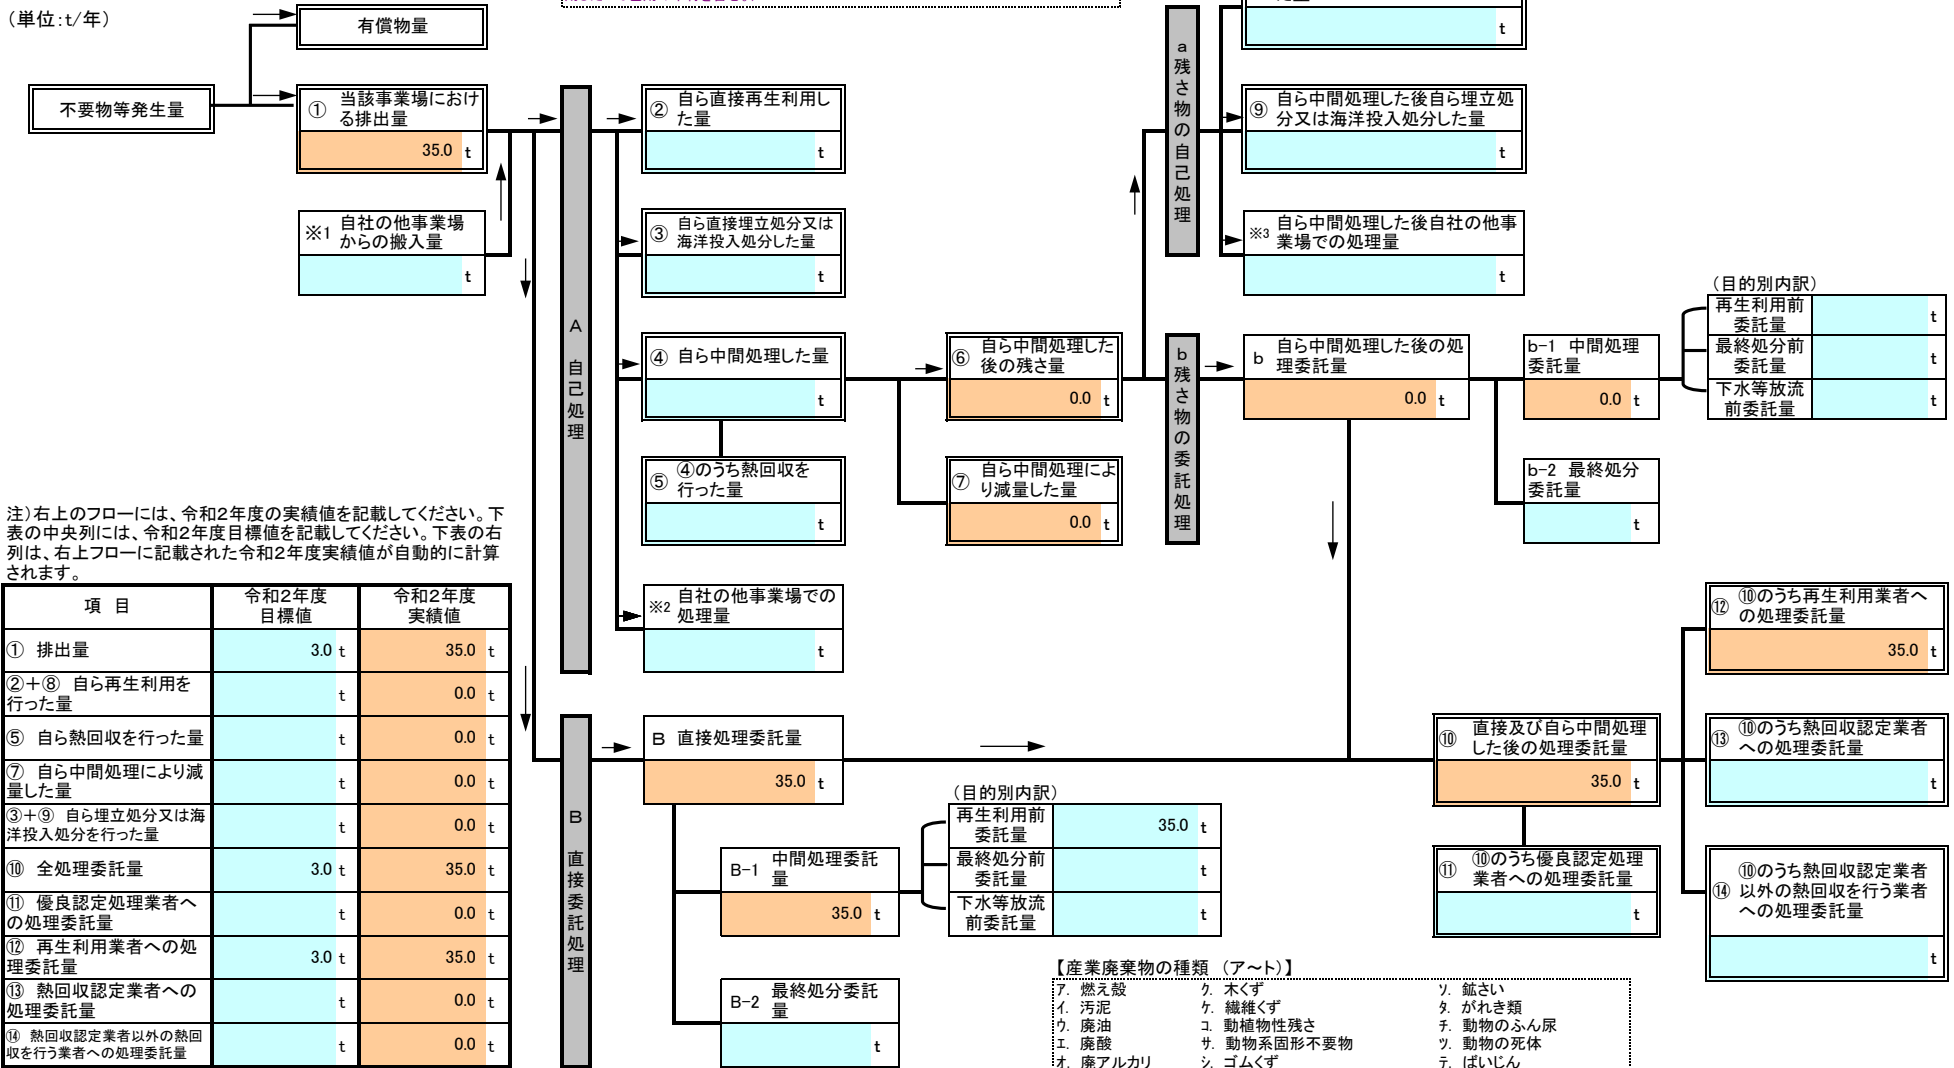 （単位：t/年）
有償物量
不要物等発生量
① 当該事業場におけ
る排出量
35.0 t
※1 自社の他事業場
からの搬入量
t
A 自己処理
② 自ら直接再生利用し
た量
t
③ 自ら直接埋立処分又は
海洋投入処分した量
t
④ 自ら中間処理した量
t
⑤ ④のうち熱回収を
行った量
t
※2 自社の他事業場での
処理量
t
⑥ 自ら中間処理した
後の残さ量
0.0 t
⑦ 自ら中間処理によ
り減量した量
0.0 t
a 残さ物の自己処理
t
⑨ 自ら中間処理した後自ら埋立処
分又は海洋投入処分した量
t
※3 自ら中間処理した後自社の他事
業場での処理量
t
b 残さ物の委託処理
b 自ら中間処理した後の処
理委託量
0.0 t
b-1 中間処理
委託量
0.0 t
b-2 最終処分
委託量
t
（目的別内訳）
再生利用前
委託量
t
最終処分前
委託量
t
下水等放流
前委託量
t
注）右上のフローには、令和2年度の実績値を記載してください。下
表の中央列には、令和2年度目標値を記載してください。下表の右
列は、右上フローに記載された令和2年度実績値が自動的に計算
されます。
項 目
令和2年度
目標値
令和2年度
実績値
① 排出量 3.0 t 35.0 t
②＋⑧ 自ら再生利用を
行った量 t 0.0 t
⑤ 自ら熱回収を行った量 t 0.0 t
⑦ 自ら中間処理により減
量した量 t 0.0 t
③＋⑨ 自ら埋立処分又は海
洋投入処分を行った量 t 0.0 t
⑩ 全処理委託量 3.0 t 35.0 t
⑪ 優良認定処理業者へ
の処理委託量 t 0.0 t
⑫ 再生利用業者への処
理委託量 3.0 t 35.0 t
⑬ 熱回収認定業者への
処理委託量 t 0.0 t
⑭ 熱回収認定業者以外の熱回
収を行う業者への処理委託量 t 0.0 t
B 直接委託処理
B 直接処理委託量
35.0 t
B-1 中間処理委託
量
35.0 t
B-2 最終処分委託
量
t
（目的別内訳）
再生利用前
委託量
35.0 t
最終処分前
委託量
t
下水等放流
前委託量
t
⑩ 直接及び自ら中間処理
した後の処理委託量
35.0 t
⑪ ⑩のうち優良認定処理
業者への処理委託量
t
⑫ ⑩のうち再生利用業者へ
の処理委託量
35.0 t
⑬ ⑩のうち熱回収認定業者
への処理委託量
t
⑭ ⑩のうち熱回収認定業者
以外の熱回収を行う業者
への処理委託量
t
【産業廃棄物の種類 （ア～ト）】
ア. 燃え殻 ク. 木くず ソ. 鉱さい
イ. 汚泥 ケ. 繊維くず タ. がれき類
ウ. 廃油 コ. 動植物性残さ チ. 動物のふん尿
エ. 廃酸 サ. 動物系固形不要物 ツ. 動物の死体
オ. 廃アルカリ シ. ゴムくず テ. ばいじん